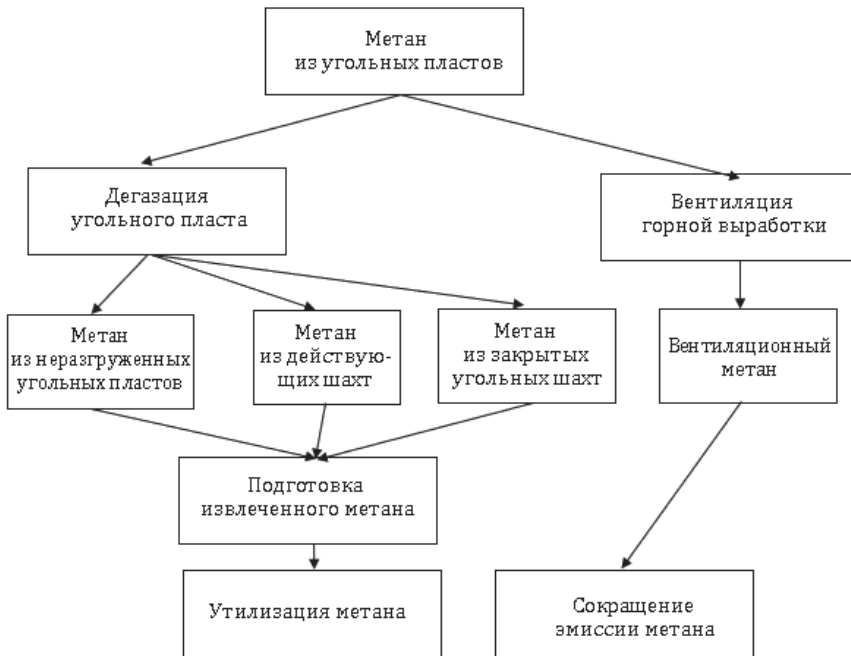 Метан
из угольных пластов
Дегазация
угольного пласта
Вентиляция
горной выработки
Метан
из неразгруженных
угольных пластов
Метан
из действую-
щих шахт
Метан
из закрытых
угольных шахт
Вентиляционный
метан
Подготовка
извлеченного метана
Утилизация метана
Сокращение
эмиссии метана